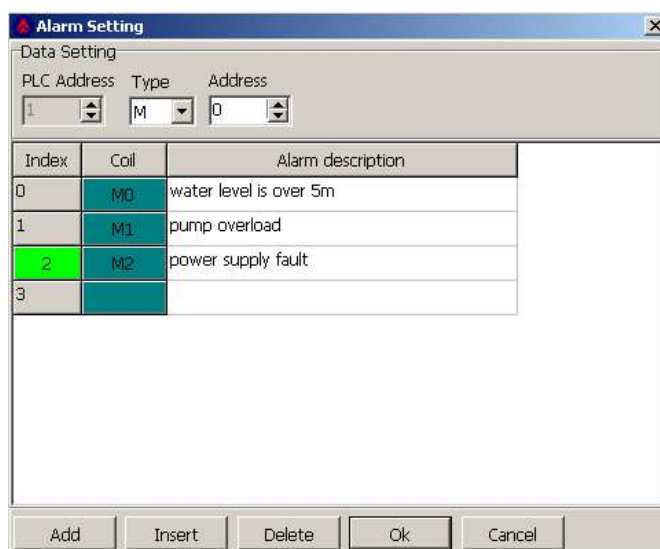 Alarm Setting
Data Setting
PLC Address Type Address
1 M 0
Index Coil Alarm description
0 M0 water level is over 5m
1 M1 pump overload
2 M2 power supply fault
3
Add Insert Delete Ok Cancel